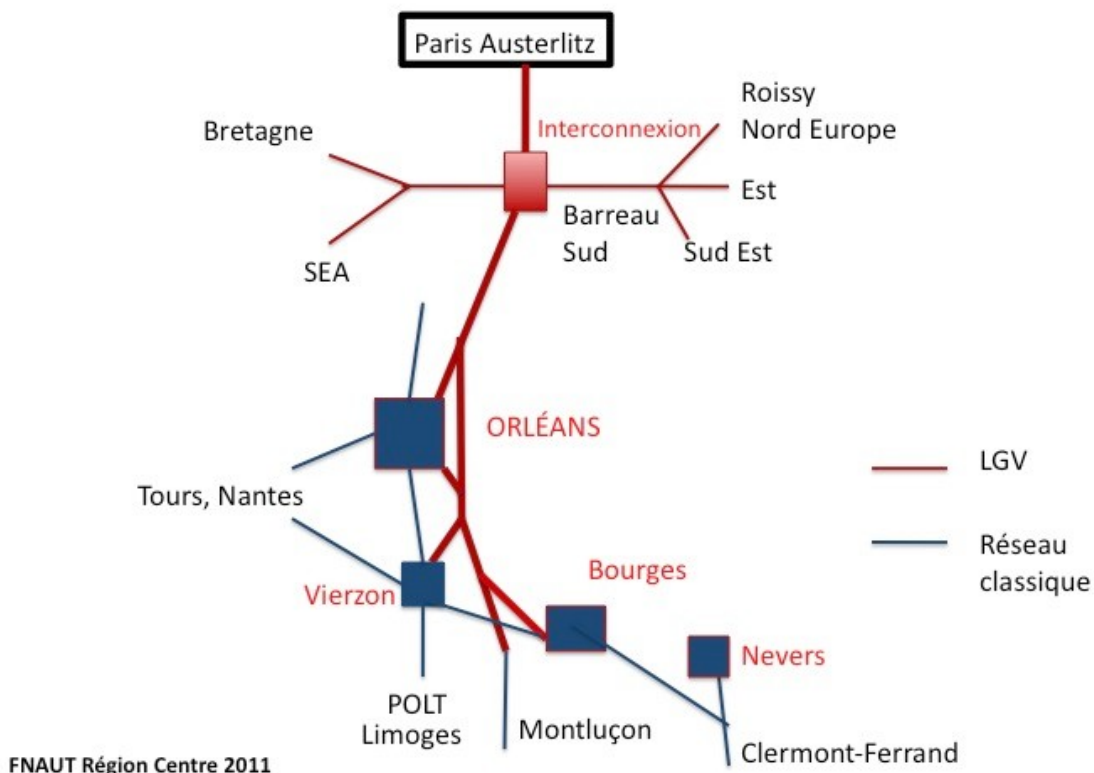 Paris Austerlitz
Roissy
Nord Europe
Bretagne
Interconnexion
Est
Barreau
Sud
Sud Est
SEA
ORLÉANS
LGV
Tours, Nantes
Réseau
classique
Bourges
Vierzon
Nevers
POLT
Limoges
Montluçon
Clermont-Ferrand
FNAUT Région Centre 2011